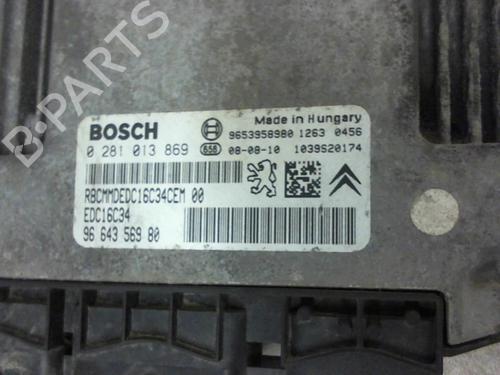 B-PARTS
BOSCH
Made in Hungary
9653958980 1263 0456
0 281 013 869
656
08-08-10 1039S20174
RBCMMDEDC16C34CEM 00
EDC16C34
96 643 569 80